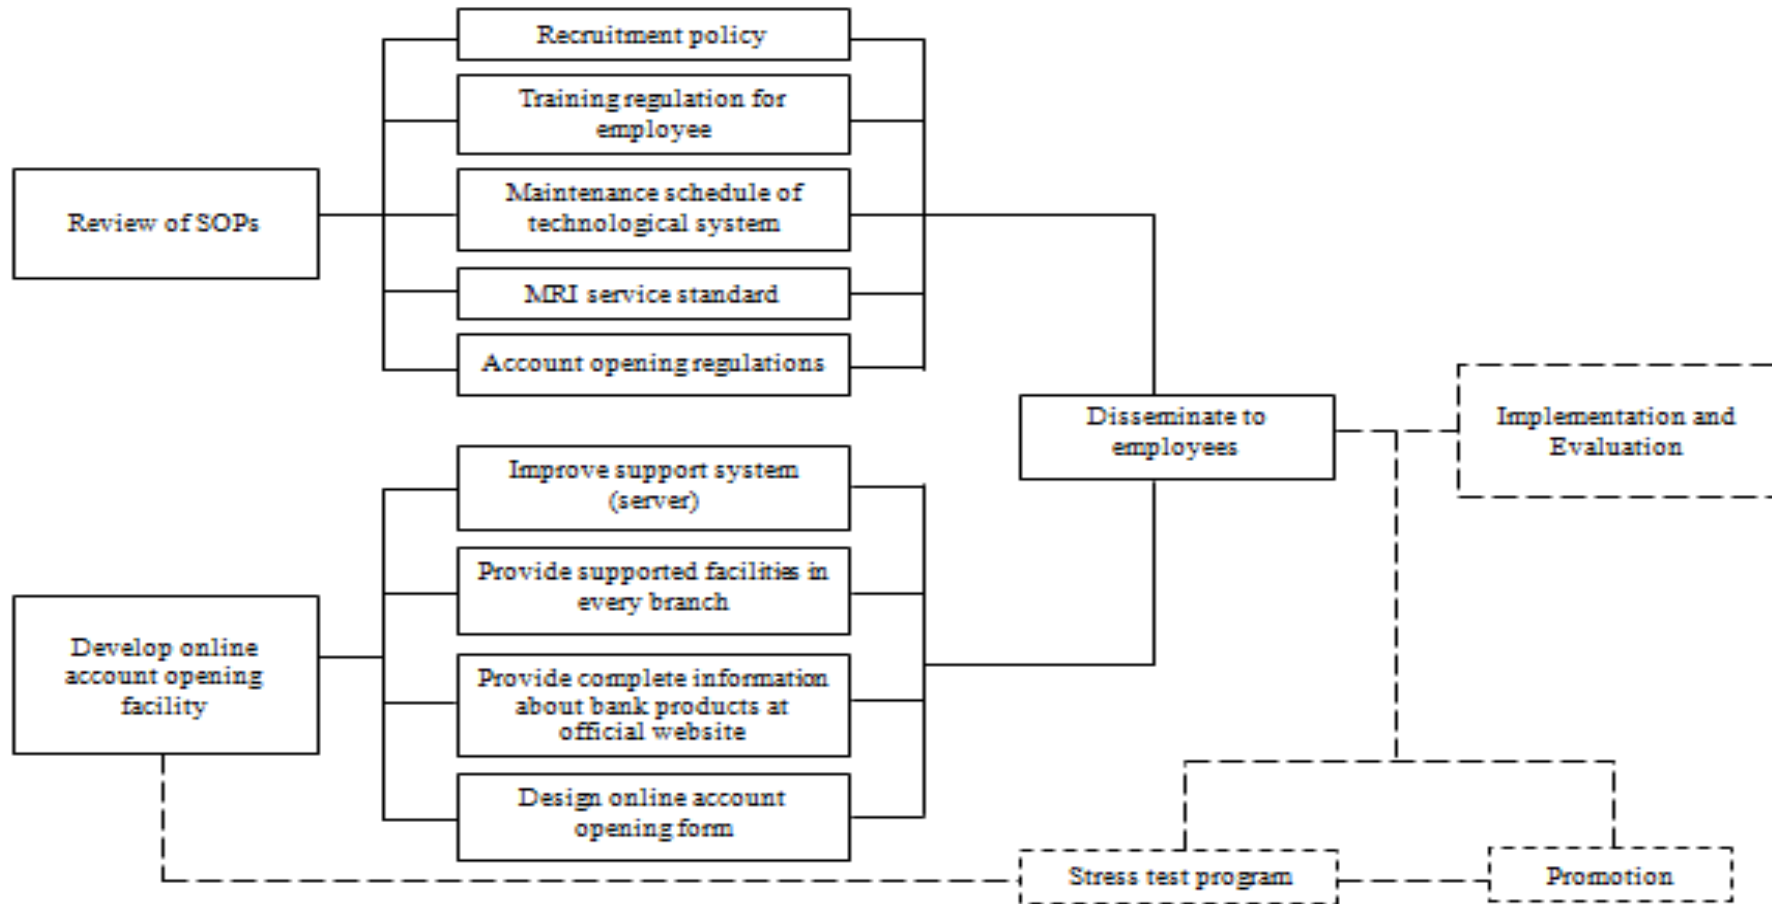 Recruitment policy
Training regulation for
employee
Maintenance schedule of
technological system
Review of SOPs
MRI service standard
Account opening regulations
Disseminate to
employees
Implementation and
Evaluation
Improve support system
(server)
Provide supported facilities in
every branch
Develop online
account opening
facility
Provide complete information
about bank products at
official website
Design online account
opening form
Stress test program
Promotion